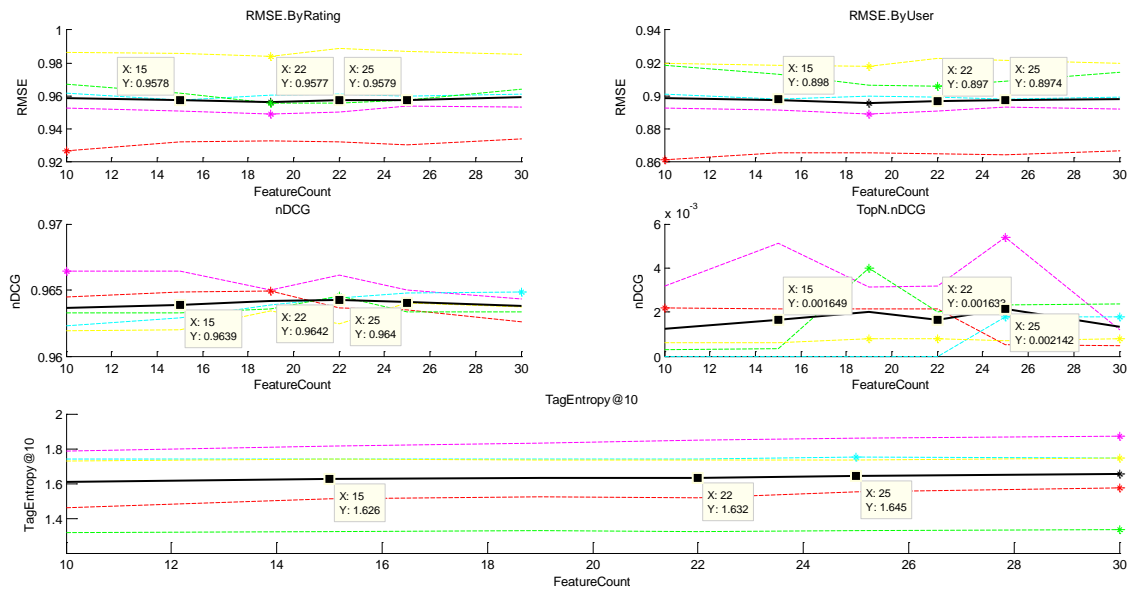 RMSE.ByRating
RMSE
1
0.98
0.96
0.94
0.92
X: 15
Y: 0.9578
X: 22
Y: 0.9577
X: 25
Y: 0.9579
10 12 14 16 18 20 22 24 26 28 30
FeatureCount
RMSE.ByUser
RMSE
0.94
0.92
0.9
0.88
0.86
X: 15
Y: 0.898
X: 22
Y: 0.897
X: 25
Y: 0.8974
10 12 14 16 18 20 22 24 26 28 30
FeatureCount
nDCG
nDCG
0.97
0.965
0.96
X: 15
Y: 0.9639
X: 22
Y: 0.9642
X: 25
Y: 0.964
10 12 14 16 18 20 22 24 26 28 30
FeatureCount
TopN.nDCG
x 10-3
nDCG
6
4
2
0
X: 15
Y: 0.001649
X: 22
Y: 0.001633
X: 25
Y: 0.002142
10 12 14 16 18 20 22 24 26 28 30
FeatureCount
TagEntropy@10
TagEntropy@10
2
1.8
1.6
1.4
X: 15
Y: 1.626
X: 22
Y: 1.632
X: 25
Y: 1.645
10 12 14 16 18 20 22 24 26 28 30
FeatureCount